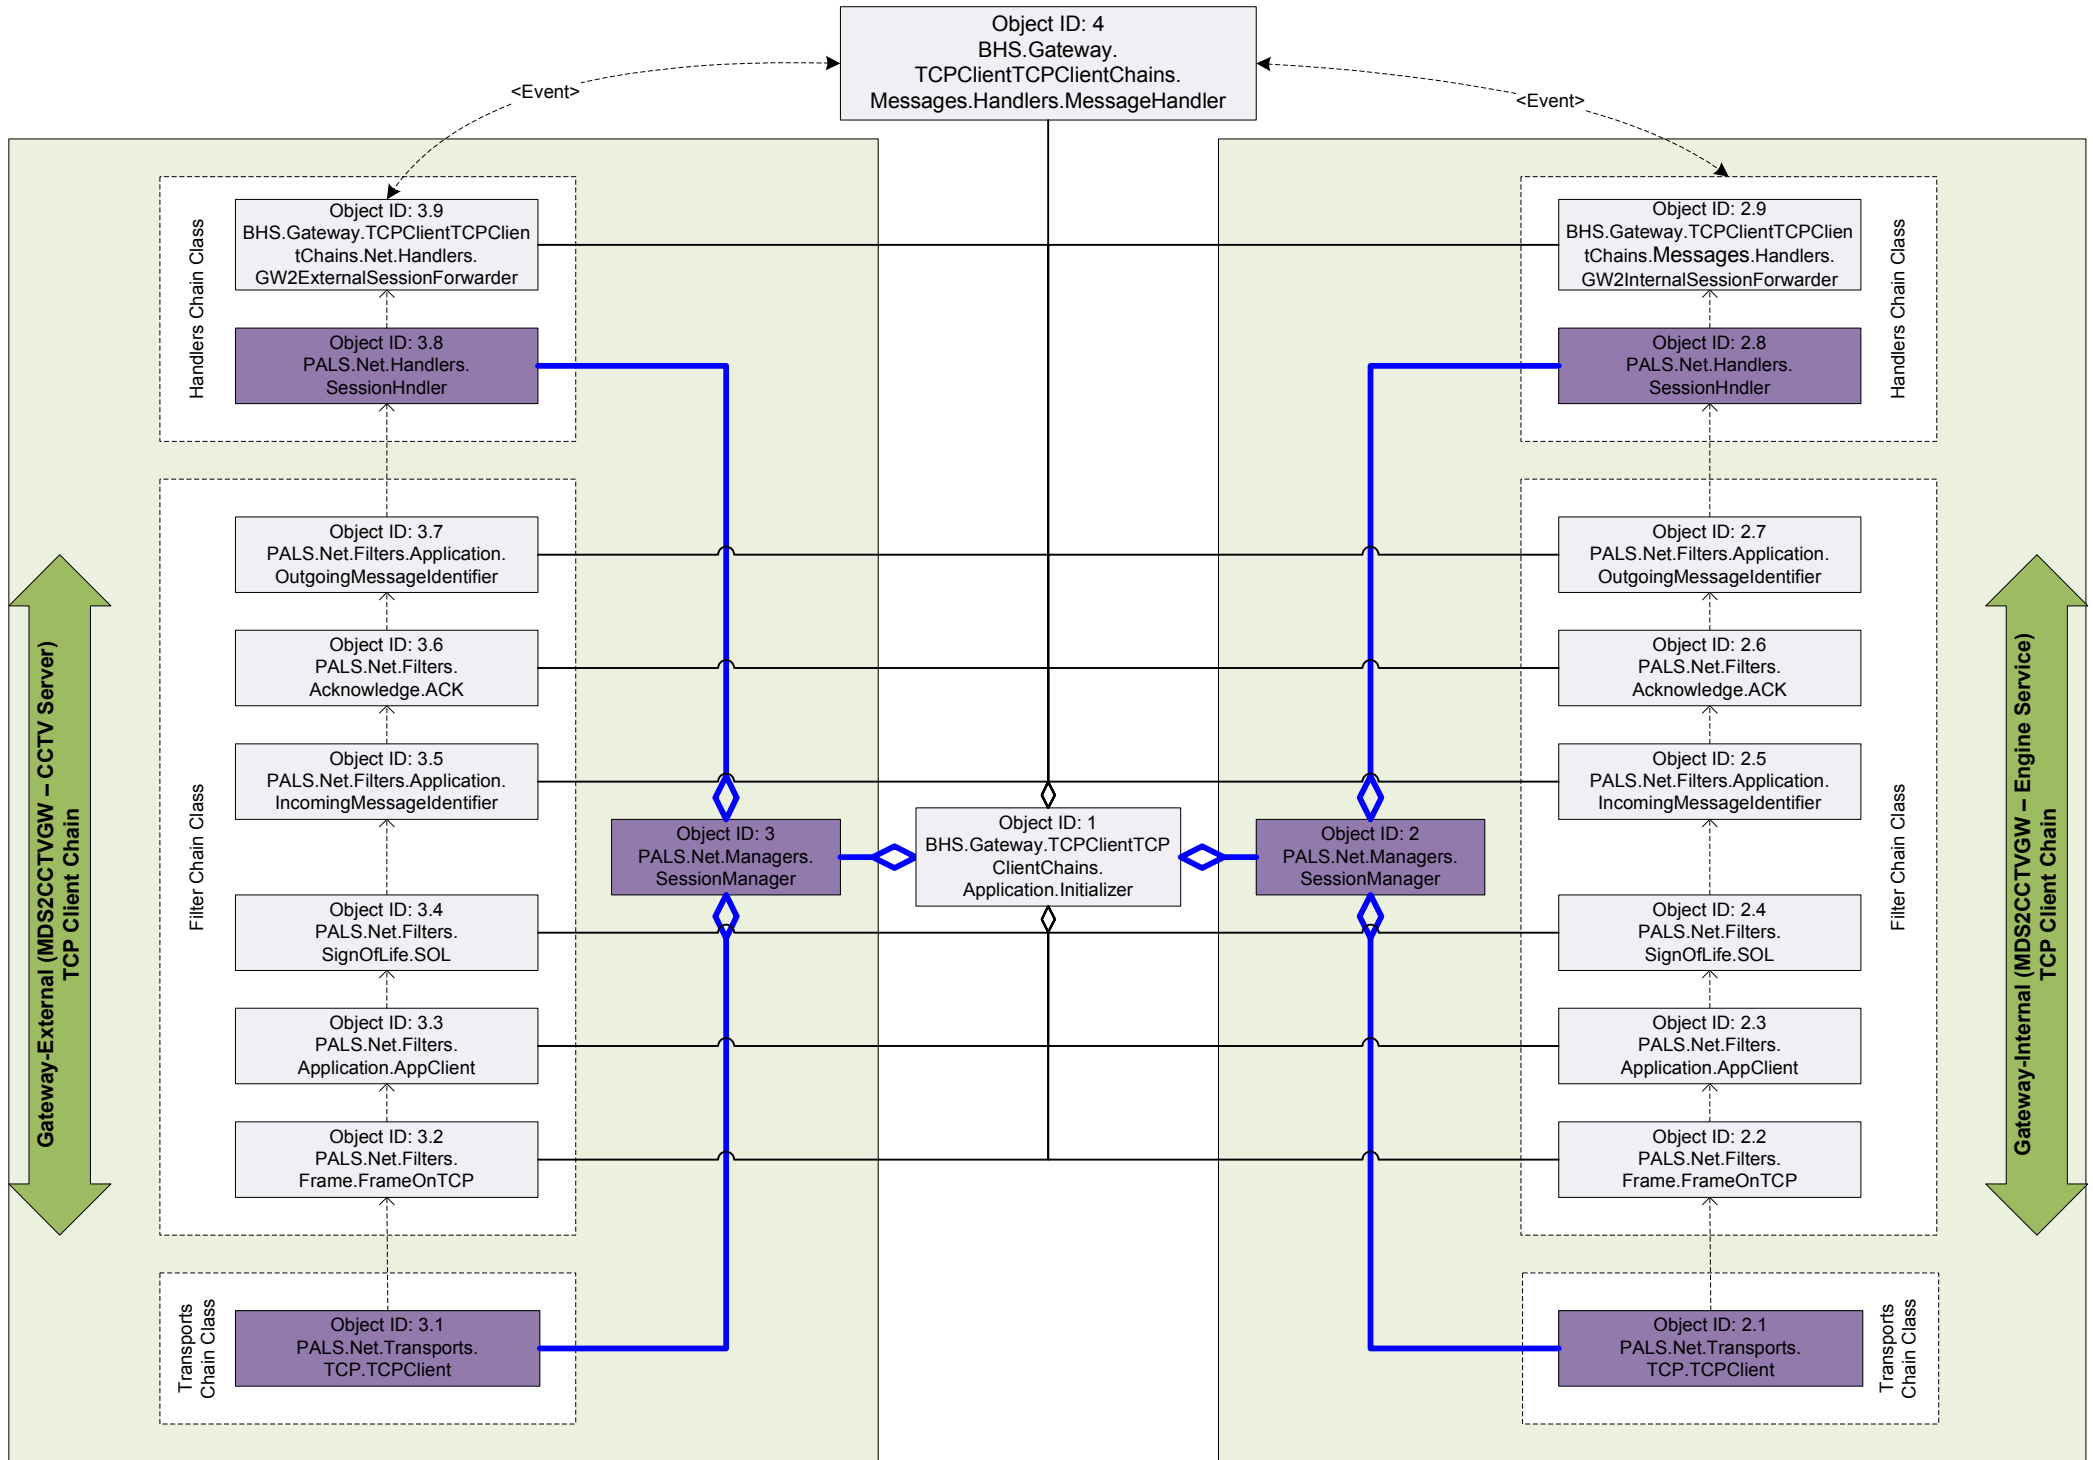 Object ID: 4
BHS.Gateway.
TCPClientTCPClientChains.
Messages.Handlers.MessageHandler
<Event>
<Event>
Gateway-External (MDS2CCTVGW – CCTV Server)
TCP Client Chain
Handlers Chain Class
Object ID: 3.9
BHS.Gateway.TCPClientTCPClien
tChains.Net.Handlers.
GW2ExternalSessionForwarder
Object ID: 3.8
PALS.Net.Handlers.
SessionHndler
Filter Chain Class
Object ID: 3.7
PALS.Net.Filters.Application.
OutgoingMessageIdentifier
Object ID: 3.6
PALS.Net.Filters.
Acknowledge.ACK
Object ID: 3.5
PALS.Net.Filters.Application.
IncomingMessageIdentifier
Object ID: 3.4
PALS.Net.Filters.
SignOfLife.SOL
Object ID: 3.3
PALS.Net.Filters.
Application.AppClient
Object ID: 3.2
PALS.Net.Filters.
Frame.FrameOnTCP
Transports
Chain Class
Object ID: 3.1
PALS.Net.Transports.
TCP.TCPClient
Object ID: 3
PALS.Net.Managers.
SessionManager
Object ID: 1
BHS.Gateway.TCPClientTCP
ClientChains.
Application.Initializer
Object ID: 2
PALS.Net.Managers.
SessionManager
Object ID: 2.9
BHS.Gateway.TCPClientTCPClien
tChains.Messages.Handlers.
GW2InternalSessionForwarder
Object ID: 2.8
PALS.Net.Handlers.
SessionHndler
Handlers Chain Class
Object ID: 2.7
PALS.Net.Filters.Application.
OutgoingMessageIdentifier
Object ID: 2.6
PALS.Net.Filters.
Acknowledge.ACK
Object ID: 2.5
PALS.Net.Filters.Application.
IncomingMessageIdentifier
Object ID: 2.4
PALS.Net.Filters.
SignOfLife.SOL
Object ID: 2.3
PALS.Net.Filters.
Application.AppClient
Object ID: 2.2
PALS.Net.Filters.
Frame.FrameOnTCP
Filter Chain Class
Object ID: 2.1
PALS.Net.Transports.
TCP.TCPClient
Transports
Chain Class
Gateway-Internal (MDS2CCTVGW – Engine Service)
TCP Client Chain